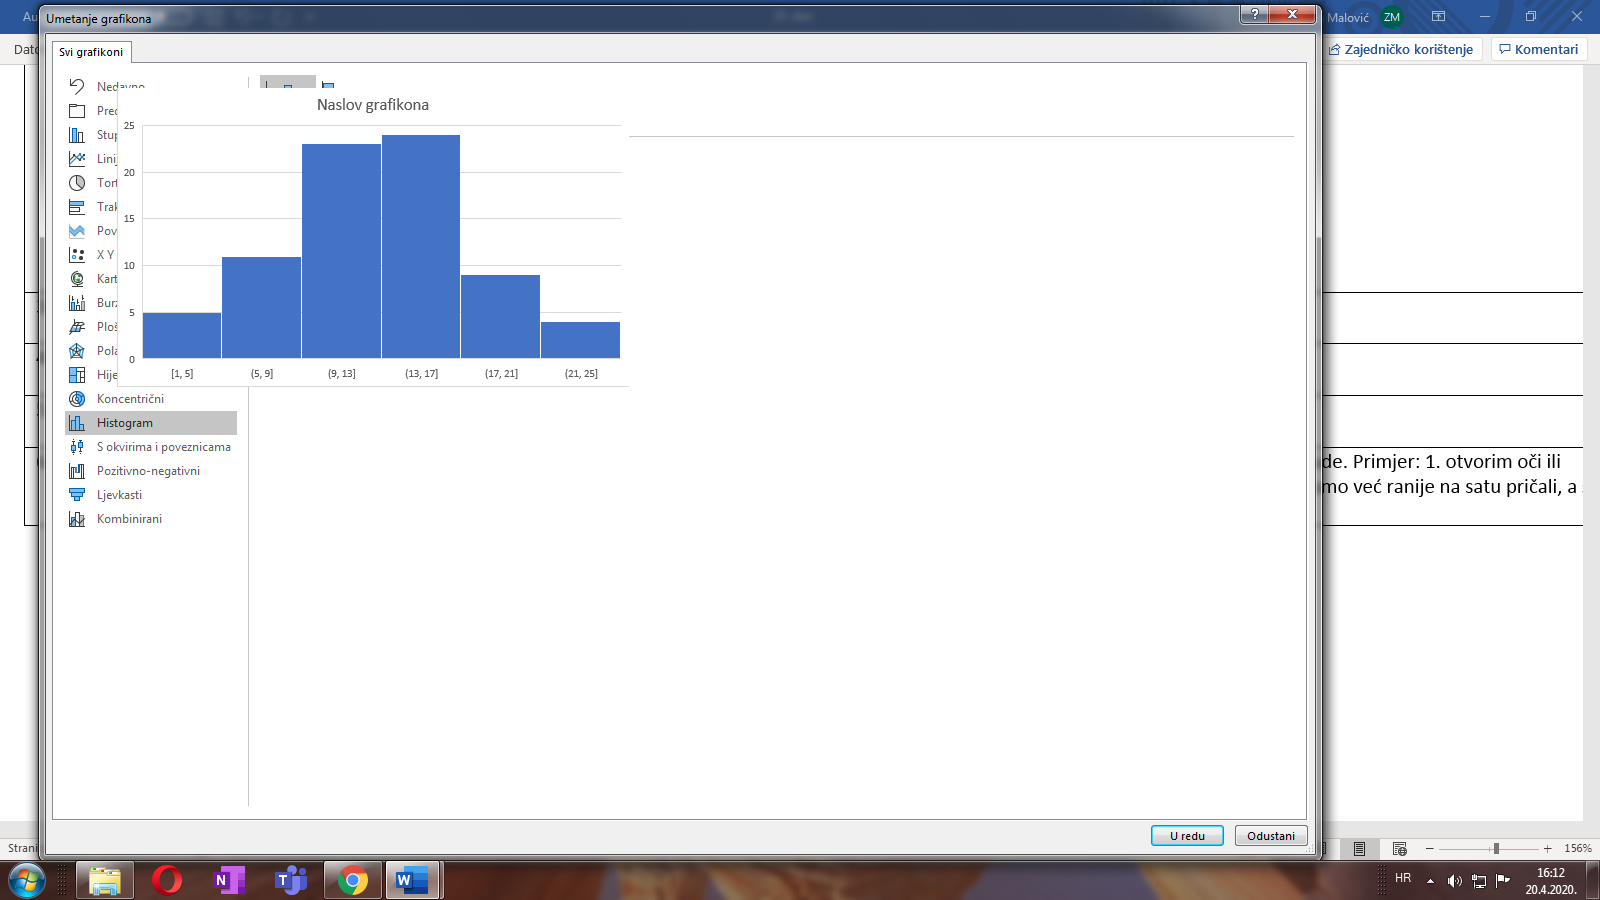 Umetanje grafikona
Malović ZM
Svi grafikoni
Zajedničko korištenje
Komentari
Nedavno
Naslov grafikona
25
20
15
10
5
0
[1, 5] (5, 9] (9, 13] (13, 17] (17, 21] (21, 25]
X Y
Koncentrični
Histogram
S okvirima i poveznicama
Pozitivno-negativni
Ljevkasti
Kombinirani
de. Primjer: 1. otvorim oči ili
mo već ranije na satu pričali, a
U redu Odustani
156%
HR
16:12
20.4.2020.